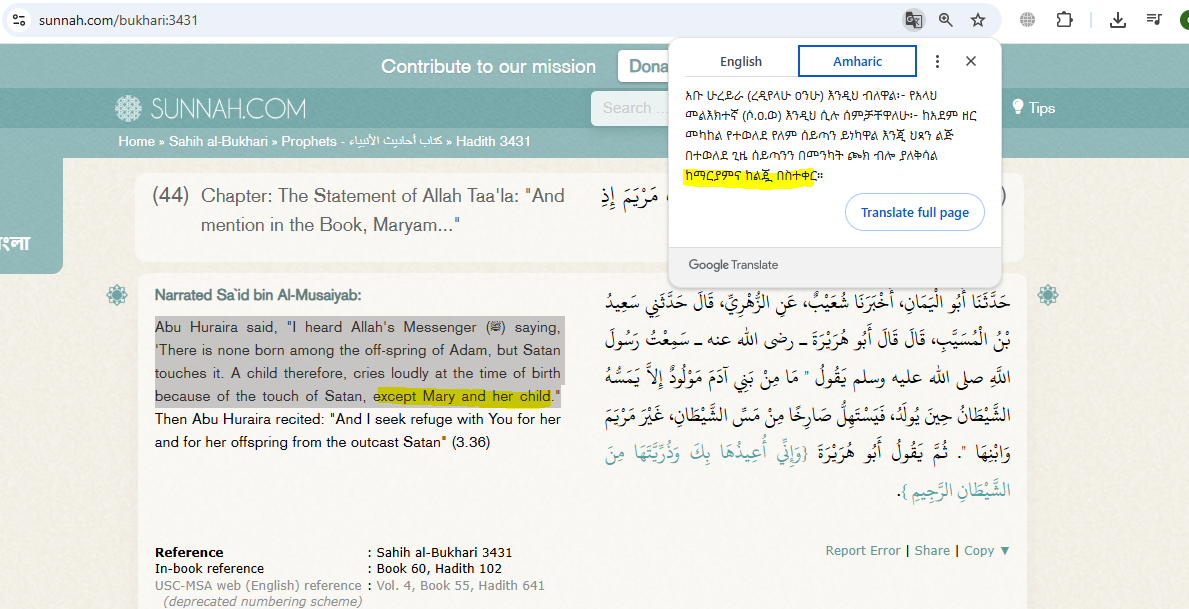 sunnah.com/bukhari:3431
Contribute to our mission
Dona
SUNNAH.COM
Search ...
Tips
Home » Sahih al-Bukhari » Prophets - كتاب أحاديث الأنبياء » Hadith 3431
English
Amharic
አቡ ሁረይራ (ረዲየላሁ ዐንሁ) እንዲህ ብለዋል፡- የአላህ
መልእክተኛ (ሶ.ዐ.ወ) እንዲህ ሲሉ ሰምቻቸዋለሁ፡- ከአደም ዘር
መካከል የተወለደ የለም ሰይጣን ይነካዋል እንጂ ህጻን ልጅ
በተወለደ ጊዜ ሰይጣንን በመንካት ጮክ ብሎ ያለቅሳል
ከማርያምና ከልጇ በስተቀር።
Translate full page
Google Translate
(44) Chapter: The Statement of Allah Taa'la: "And
mention in the Book, Maryam..."
مَرْيَمَ إِذِ
বাংলা
Narrated Sa`id bin Al-Musaiyab:
Abu Huraira said, "I heard Allah's Messenger (ﷺ) saying,
'There is none born among the off-spring of Adam, but Satan
touches it. A child therefore, cries loudly at the time of birth
because of the touch of Satan, except Mary and her child."
Then Abu Huraira recited: "And I seek refuge with You for her
and for her offspring from the outcast Satan" (3.36)
حَدَّثَنَا أَبُو الْيَمَانِ، أَخْبَرَنَا شُعَيْبٌ، عَنِ الزُّهْرِيِّ، قَالَ حَدَّثَنِي سَعِيدُ
بْنُ الْمُسَيَّبِ، قَالَ قَالَ أَبُو هُرَيْرَةَ ـ رضى الله عنه ـ سَمِعْتُ رَسُولَ
اللَّهِ صلى الله عليه وسلم يَقُولُ " مَا مِنْ بَنِي آدَمَ مَوْلُودٌ إِلاَّ يَمَسُّهُ
الشَّيْطَانُ حِينَ يُولَدُ، فَيَسْتَهِلُّ صَارِخًا مِنْ مَسِّ الشَّيْطَانِ، غَيْرَ مَرْيَمَ
وَابْنِهَا ". ثُمَّ يَقُولُ أَبُو هُرَيْرَةَ {وَإِنِّي أُعِيذُهَا بِكَ وَذُرِّيَّتَهَا مِنَ
الشَّيْطَانِ الرَّجِيمِ}.
Reference : Sahih al-Bukhari 3431
In-book reference : Book 60, Hadith 102
USC-MSA web (English) reference : Vol. 4, Book 55, Hadith 641
(deprecated numbering scheme)
Report Error | Share | Copy ▼